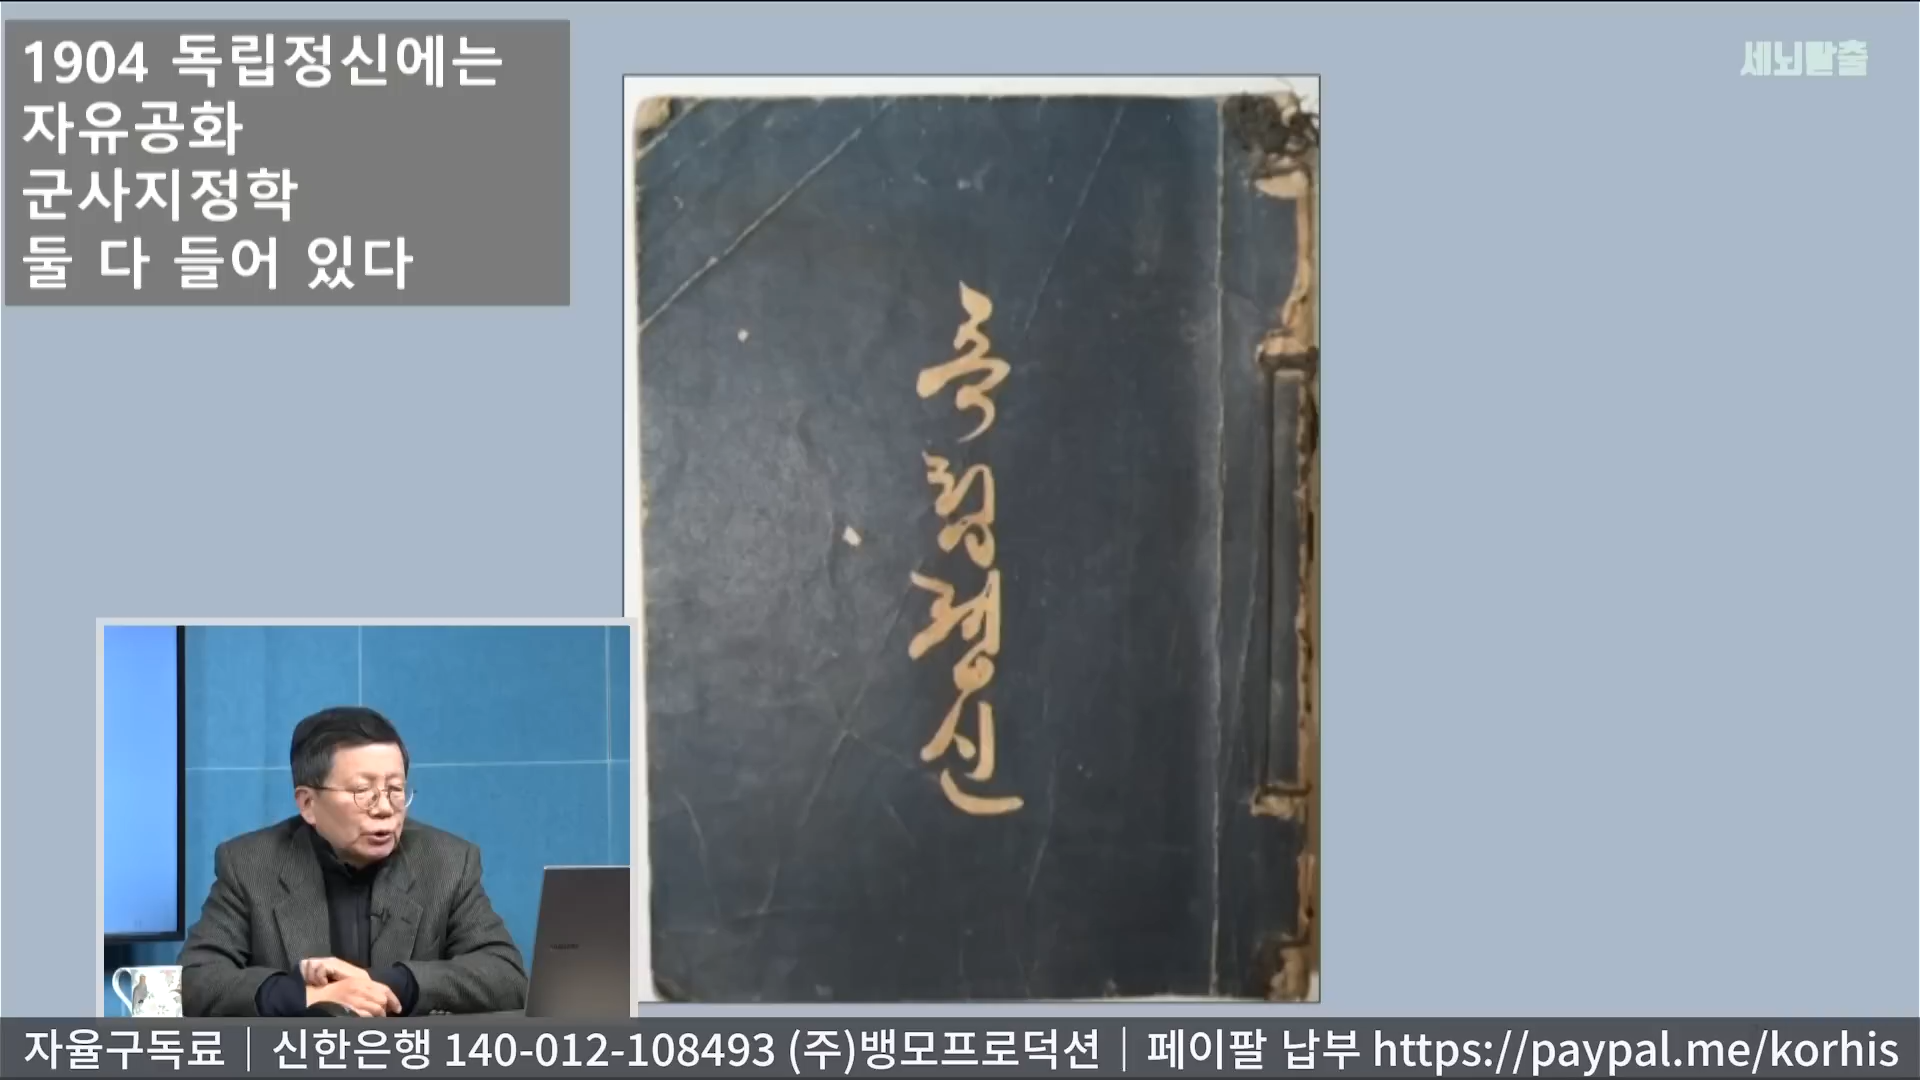 1904 독립정신에는
자유공화
군사지정학
둘 다 들어 있다
세뇌탈출
독립정신
자율구독료│신한은행 140-012-108493 (주)뱅모프로덕션│페이팔 납부 https://paypal.me/korhis